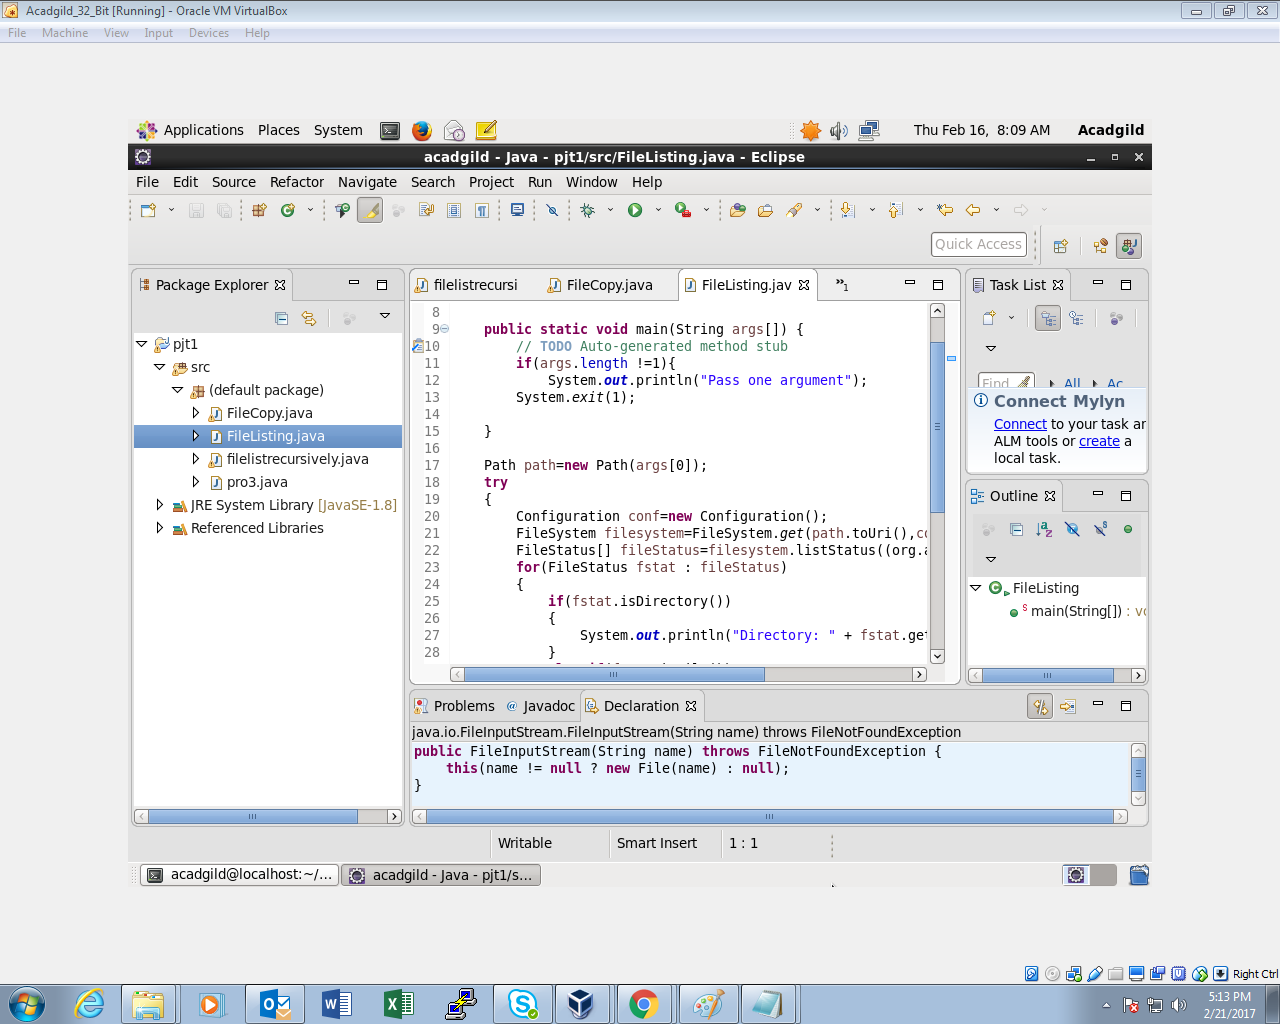 Acadgild_32_Bit [Running] - Oracle VM VirtualBox
File Machine View Input Devices Help
Applications Places System Thu Feb 16, 8:09 AM Acadgild
acadgild - Java - pjt1/src/FileListing.java - Eclipse
File Edit Source Refactor Navigate Search Project Run Window Help
Quick Access
Package Explorer
pjt1
src
(default package)
FileCopy.java
FileListing.java
filelistrecursively.java
pro3.java
JRE System Library [JavaSE-1.8]
Referenced Libraries
filelistrecursi FileCopy.java FileListing.jav »1
8
9 public static void main(String args[]) {
10 // TODO Auto-generated method stub
11 if(args.length !=1){
12 System.out.println("Pass one argument");
13 System.exit(1);
14
15 }
16
17 Path path=new Path(args[0]);
18 try
19 {
20 Configuration conf=new Configuration();
21 FileSystem filesystem=FileSystem.get(path.toUri(),co
22 FileStatus[] fileStatus=filesystem.listStatus((org.a
23 for(FileStatus fstat : fileStatus)
24 {
25 if(fstat.isDirectory())
26 {
27 System.out.println("Directory: " + fstat.get
28 }
Task List
Find All Ac
Connect Mylyn
Connect to your task an
ALM tools or create a
local task.
Outline
FileListing
main(String[]) : vo
Problems Javadoc Declaration
java.io.FileInputStream.FileInputStream(String name) throws FileNotFoundException
public FileInputStream(String name) throws FileNotFoundException {
this(name != null ? new File(name) : null);
}
Writable Smart Insert 1 : 1
acadgild@localhost:~/... acadgild - Java - pjt1/s...
Right Ctrl
5:13 PM
2/21/2017